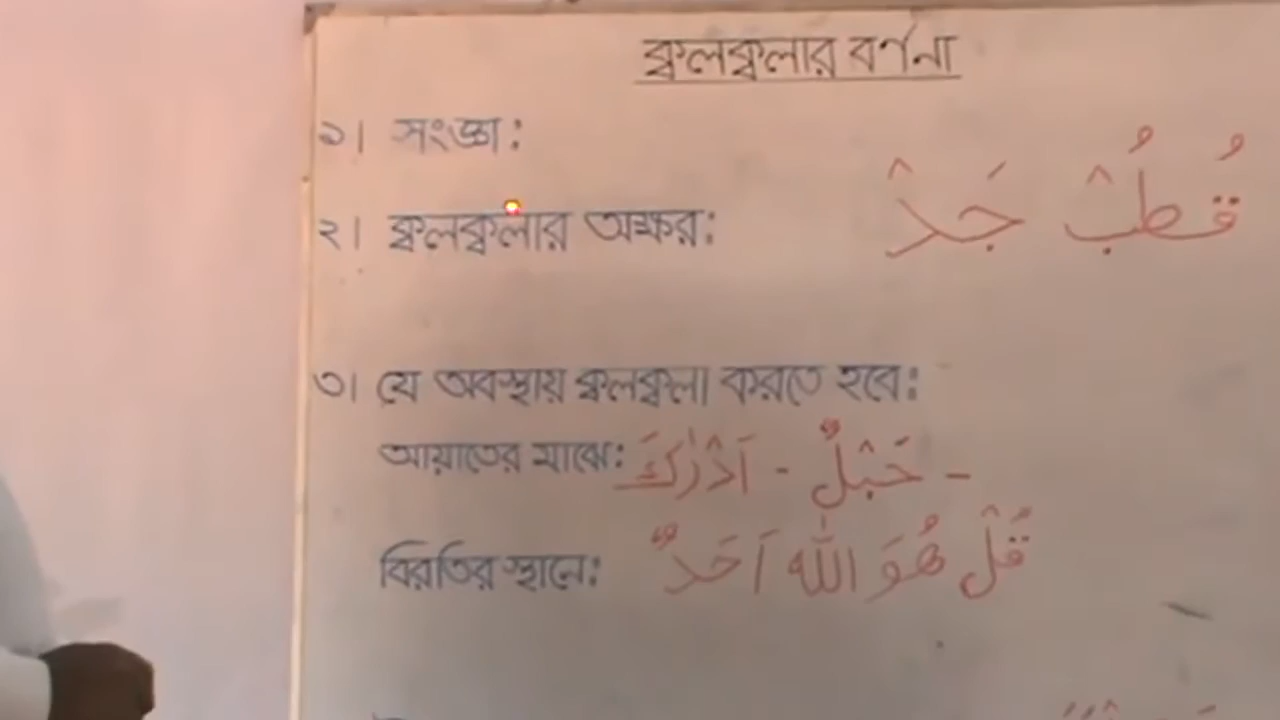 ক্বলক্বলার বর্ণনা
১। সংজ্ঞা:
২। ক্বলক্বলার অক্ষর: قُطُبْ جَدْ
৩। যে অবস্থায় ক্বলক্বলা করতে হবে:
আয়াতের মাঝে: - حَبْلٌ - اَدْرٰكَ
বিরতির স্থানে: قُلْ هُوَ اللّٰهُ اَحَدٌ